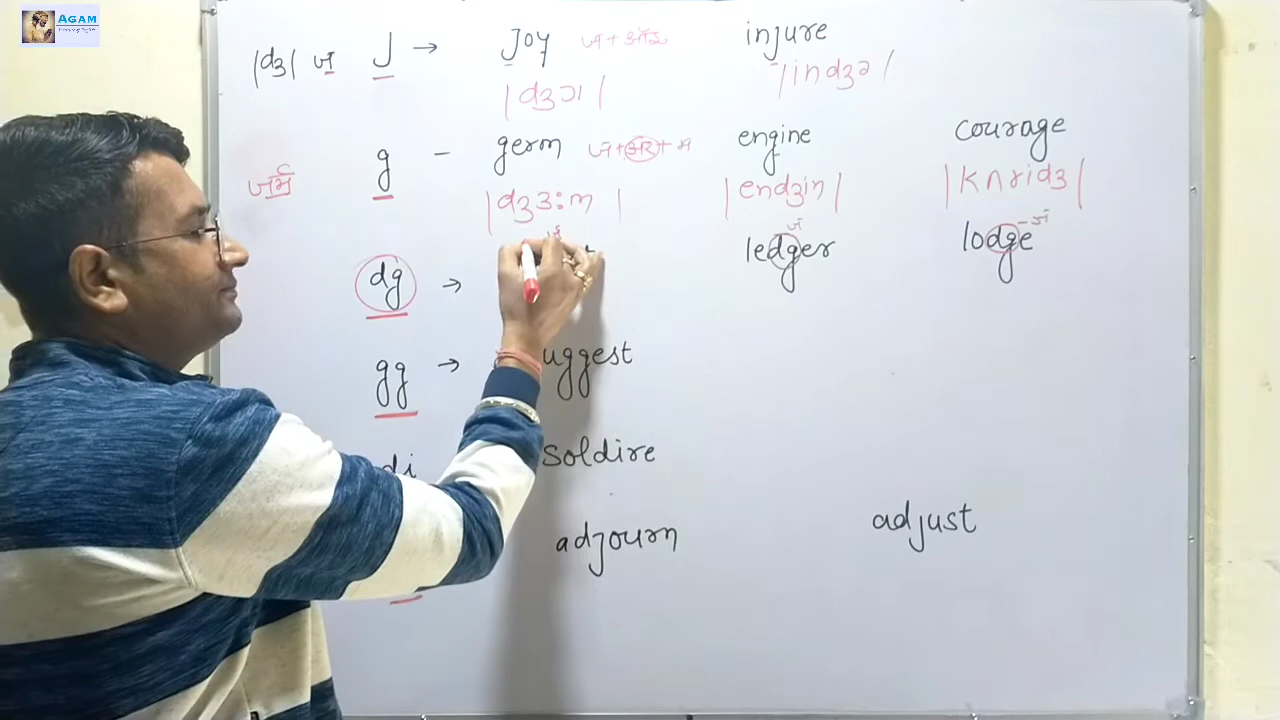 AGAM
/dʒ/ ज J → Joy ज+ऑइ injure
/dʒɔɪ/ /indʒə/
जर्म g – germ ज+अर+म engine courage
/dʒɜːm/ /endʒin/ /kʌridʒ/
dg → ledger जॅ lodge जॅ
gg → uggest
di soldire
adjourn adjust